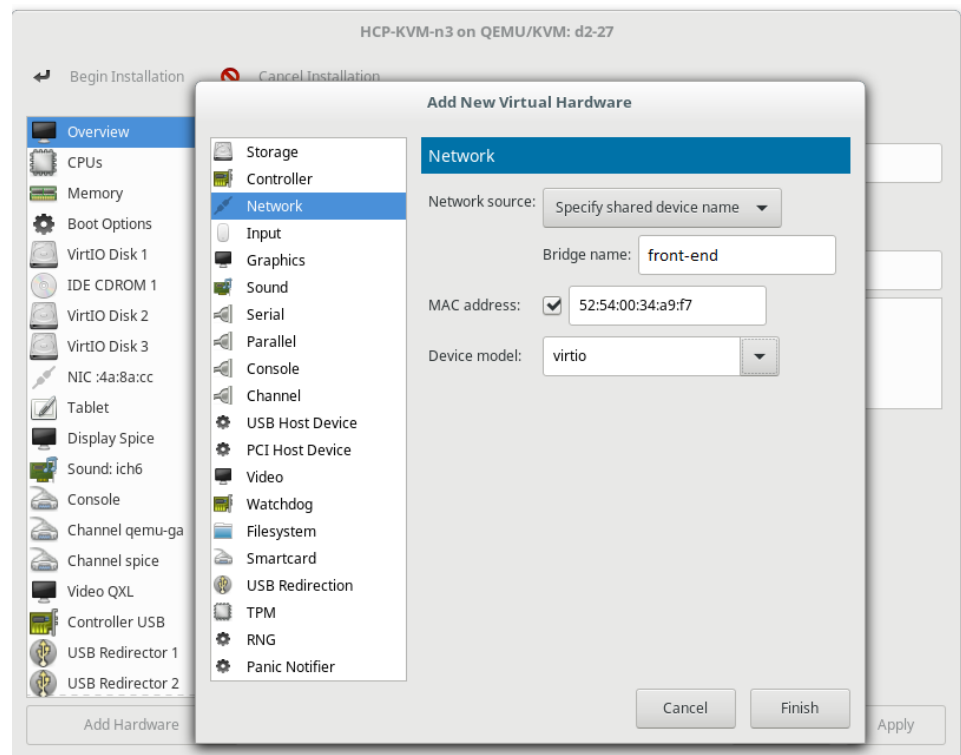 HCP-KVM-n3 on QEMU/KVM: d2-27
Begin Installation
Cancel Installation
Overview
CPUs
Memory
Boot Options
VirtIO Disk 1
IDE CDROM 1
VirtIO Disk 2
VirtIO Disk 3
NIC :4a:8a:cc
Tablet
Display Spice
Sound: ich6
Console
Channel qemu-ga
Channel spice
Video QXL
Controller USB
USB Redirector 1
USB Redirector 2
Add Hardware
Add New Virtual Hardware
Storage
Controller
Network
Input
Graphics
Sound
Serial
Parallel
Console
Channel
USB Host Device
PCI Host Device
Video
Watchdog
Filesystem
Smartcard
USB Redirection
TPM
RNG
Panic Notifier
Network
Network source: Specify shared device name
Bridge name: front-end
MAC address: 52:54:00:34:a9:f7
Device model: virtio
Cancel
Finish
Apply